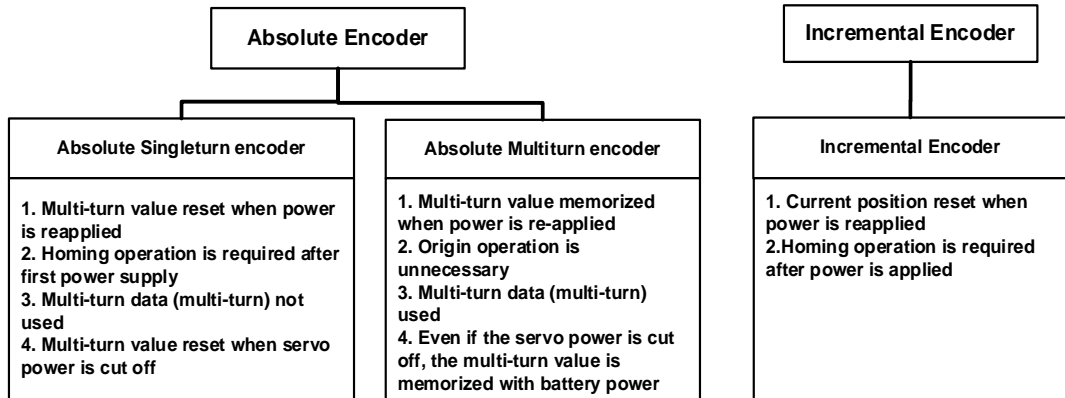 Absolute Encoder
Incremental Encoder
Absolute Singleturn encoder
1. Multi-turn value reset when power
is reapplied
2. Homing operation is required after
first power supply
3. Multi-turn data (multi-turn) not
used
4. Multi-turn value reset when servo
power is cut off
Absolute Multiturn encoder
1. Multi-turn value memorized
when power is re-applied
2. Origin operation is
unnecessary
3. Multi-turn data (multi-turn)
used
4. Even if the servo power is cut
off, the multi-turn value is
memorized with battery power
Incremental Encoder
1. Current position reset when
power is reapplied
2.Homing operation is required
after power is applied